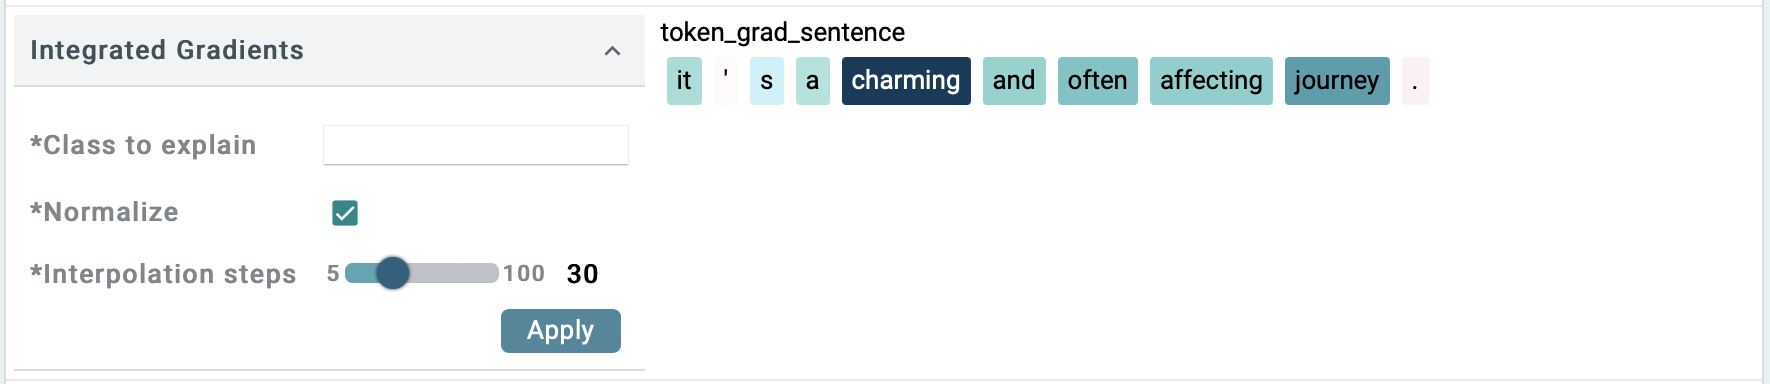 Integrated Gradients
*Class to explain
*Normalize
*Interpolation steps 5 100 30
Apply
token_grad_sentence
it ' s a charming and often affecting journey .